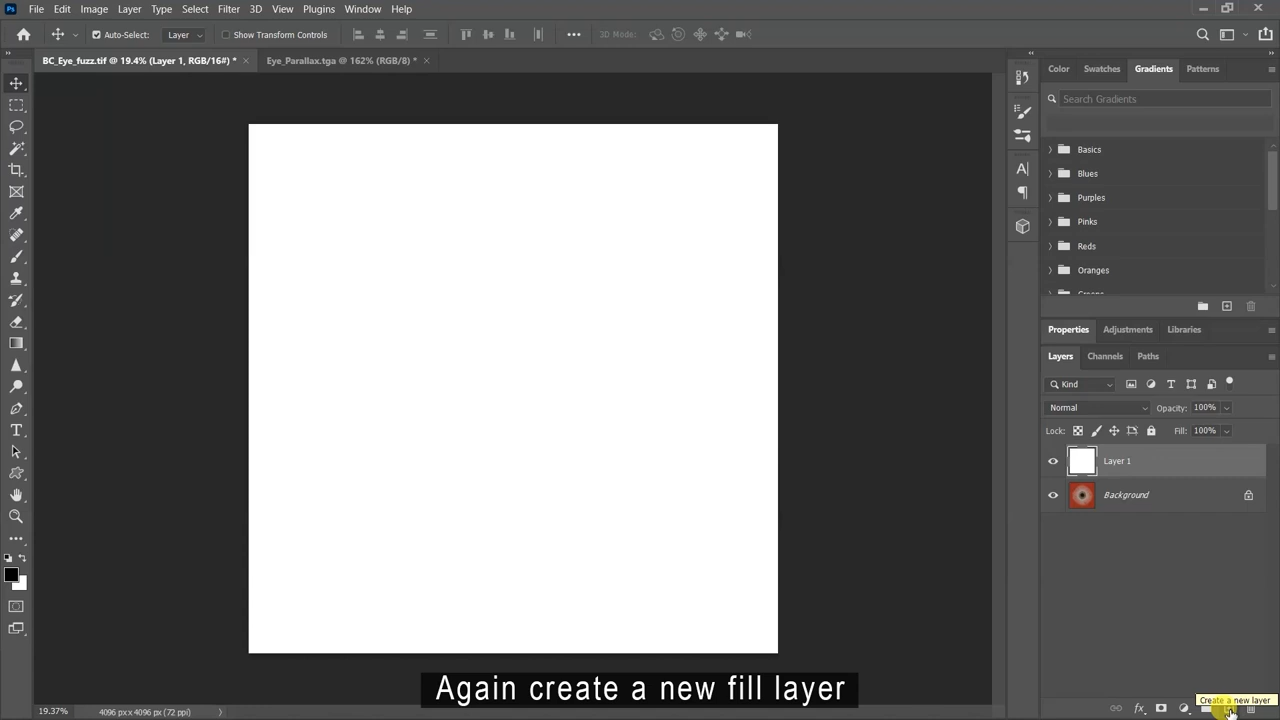 Ps File Edit Image Layer Type Select Filter 3D View Plugins Window Help
Auto-Select: Layer Show Transform Controls 3D Mode:
BC_Eye_fuzz.tif @ 19.4% (Layer 1, RGB/16#) * Eye_Parallax.tga @ 162% (RGB/8) *
Color Swatches Gradients Patterns
Search Gradients
Basics
Blues
Purples
Pinks
Reds
Oranges
Greens
Properties Adjustments Libraries
Layers Channels Paths
Kind
Normal Opacity: 100%
Lock: Fill: 100%
Layer 1
Background
Again create a new fill layer
Create a new layer
19.37% 4096 px x 4096 px (72 ppi)